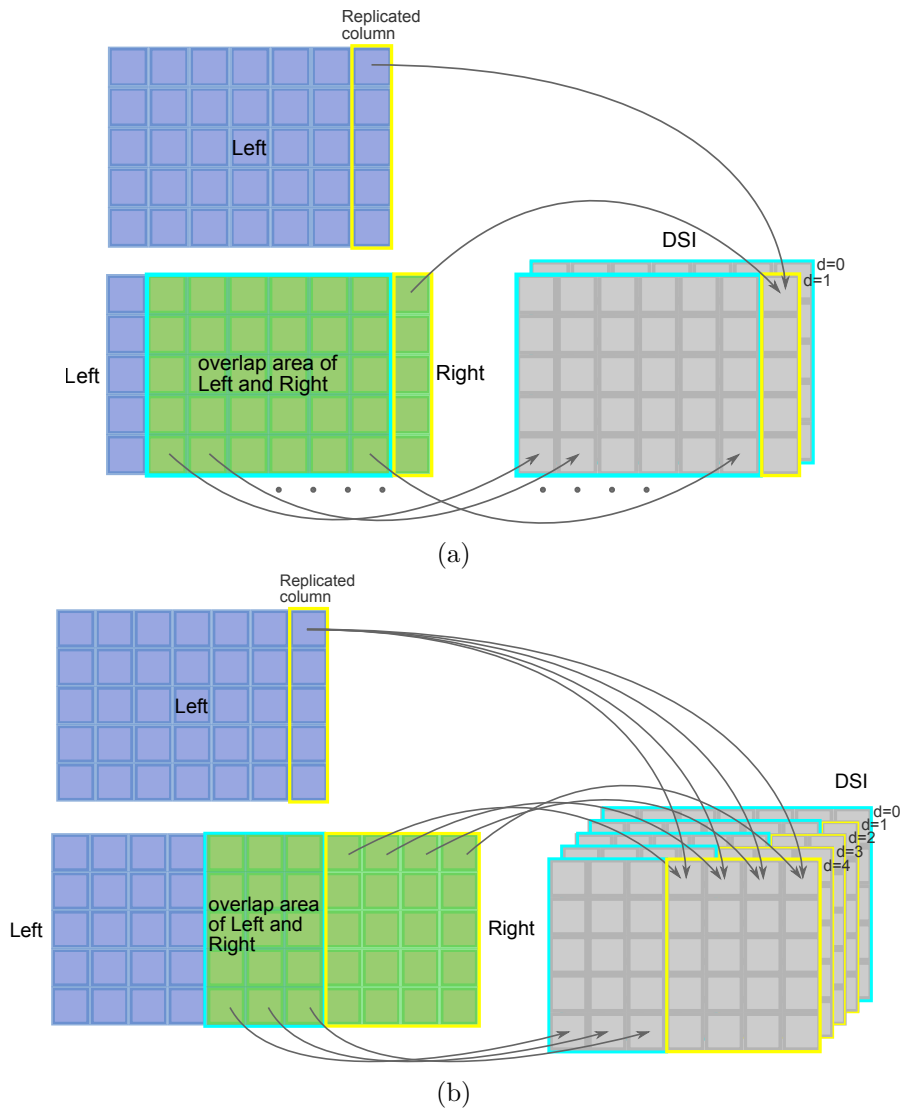 Replicated
column
Left
DSI
d=0
d=1
Left
overlap area of
Left and Right
Right
(a)
Replicated
column
Left
DSI
d=0
d=1
d=2
d=3
d=4
Left
overlap area
of Left and
Right
Right
(b)